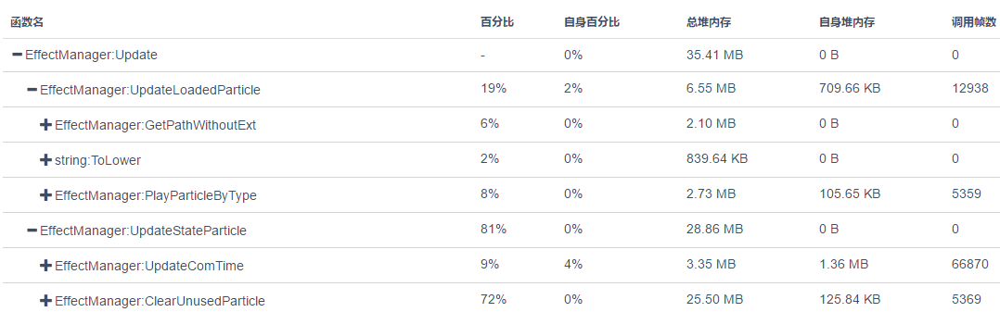 函数名 百分比 自身百分比 总堆内存 自身堆内存 调用帧数
EffectManager:Update - 0% 35.41 MB 0 B 0
EffectManager:UpdateLoadedParticle 19% 2% 6.55 MB 709.66 KB 12938
EffectManager:GetPathWithoutExt 6% 0% 2.10 MB 0 B 0
string:ToLower 2% 0% 839.64 KB 0 B 0
EffectManager:PlayParticleByType 8% 0% 2.73 MB 105.65 KB 5359
EffectManager:UpdateStateParticle 81% 0% 28.86 MB 0 B 0
EffectManager:UpdateComTime 9% 4% 3.35 MB 1.36 MB 66870
EffectManager:ClearUnusedParticle 72% 0% 25.50 MB 125.84 KB 5369